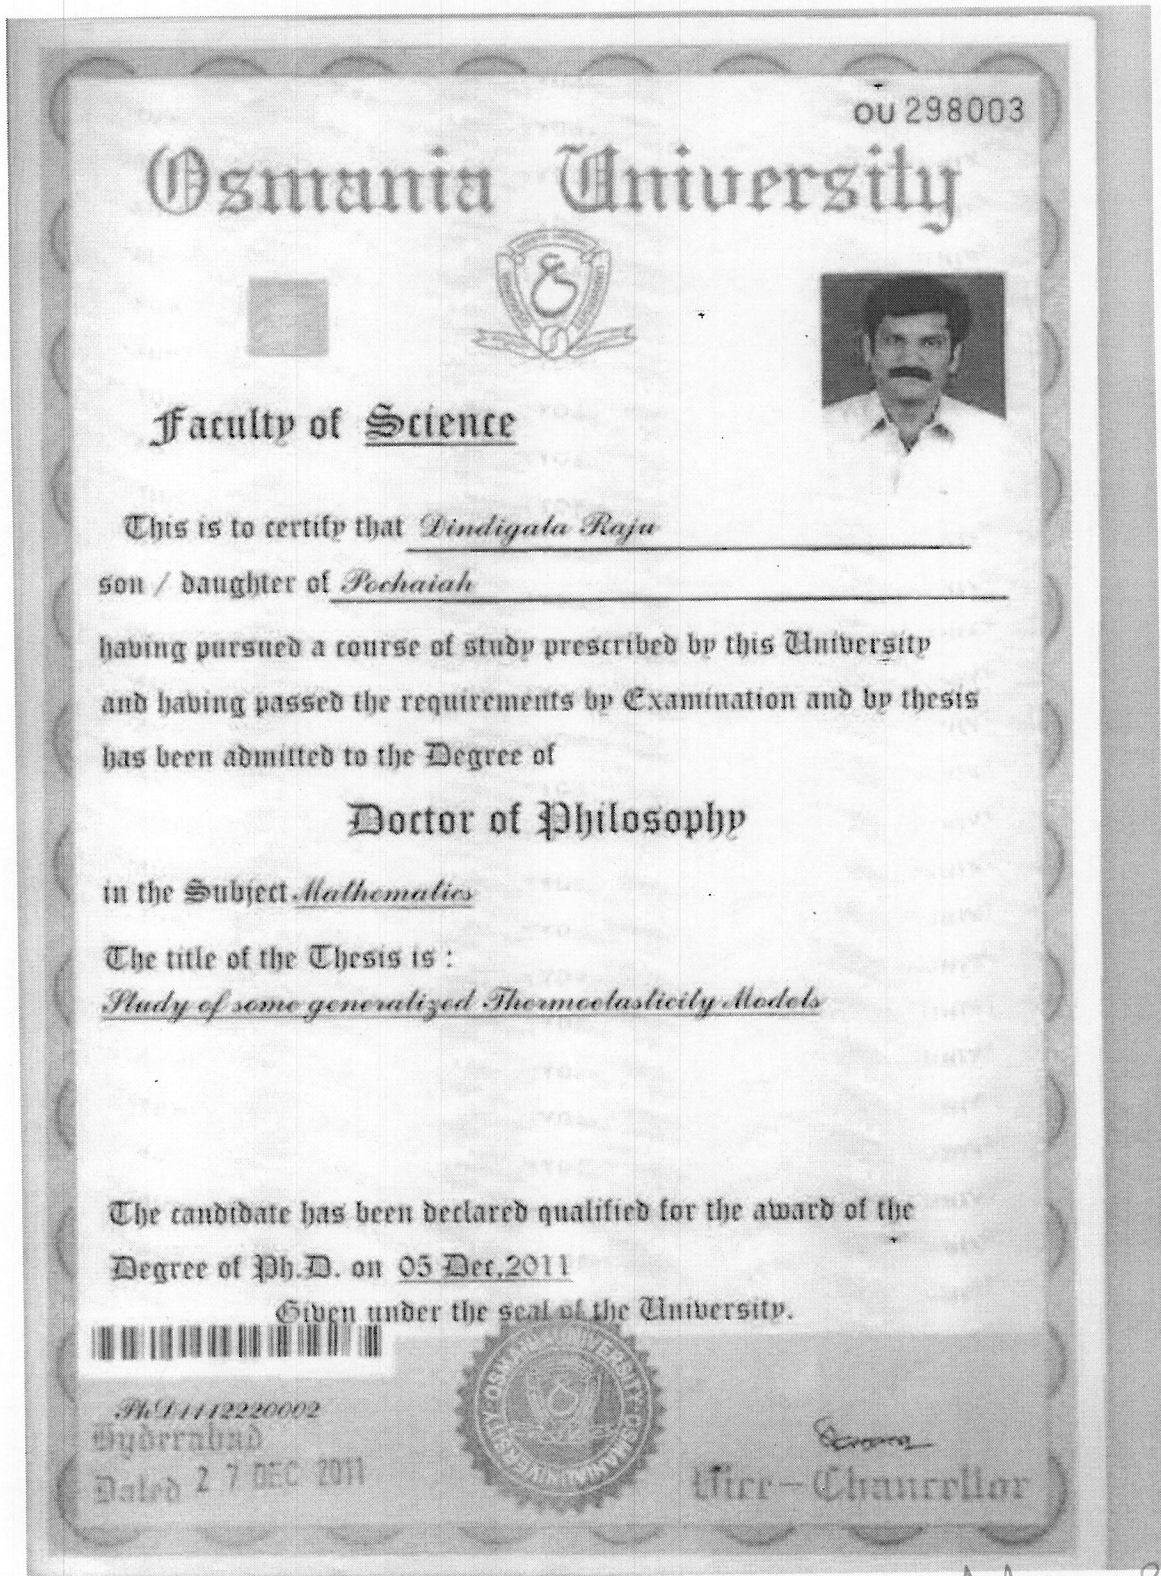 OU 298003
Osmania University
Faculty of Science
This is to certify that Dindigala Raju
son / daughter of Pochaiah
having pursued a course of study prescribed by this University
and having passed the requirements by Examination and by thesis
has been admitted to the Degree of
Doctor of Philosophy
in the Subject Mathematics
The title of the Thesis is :
Study of some generalized Thermoelasticity Models
The candidate has been declared qualified for the award of the
Degree of Ph.D. on 05 Dec,2011
Given under the seal of the University.
OSMANIA UNIVERSITY · OSMANIA UNIVERSITY
PhD1112220002
Hyderabad
Dated 27 DEC 2011
Vice-Chancellor